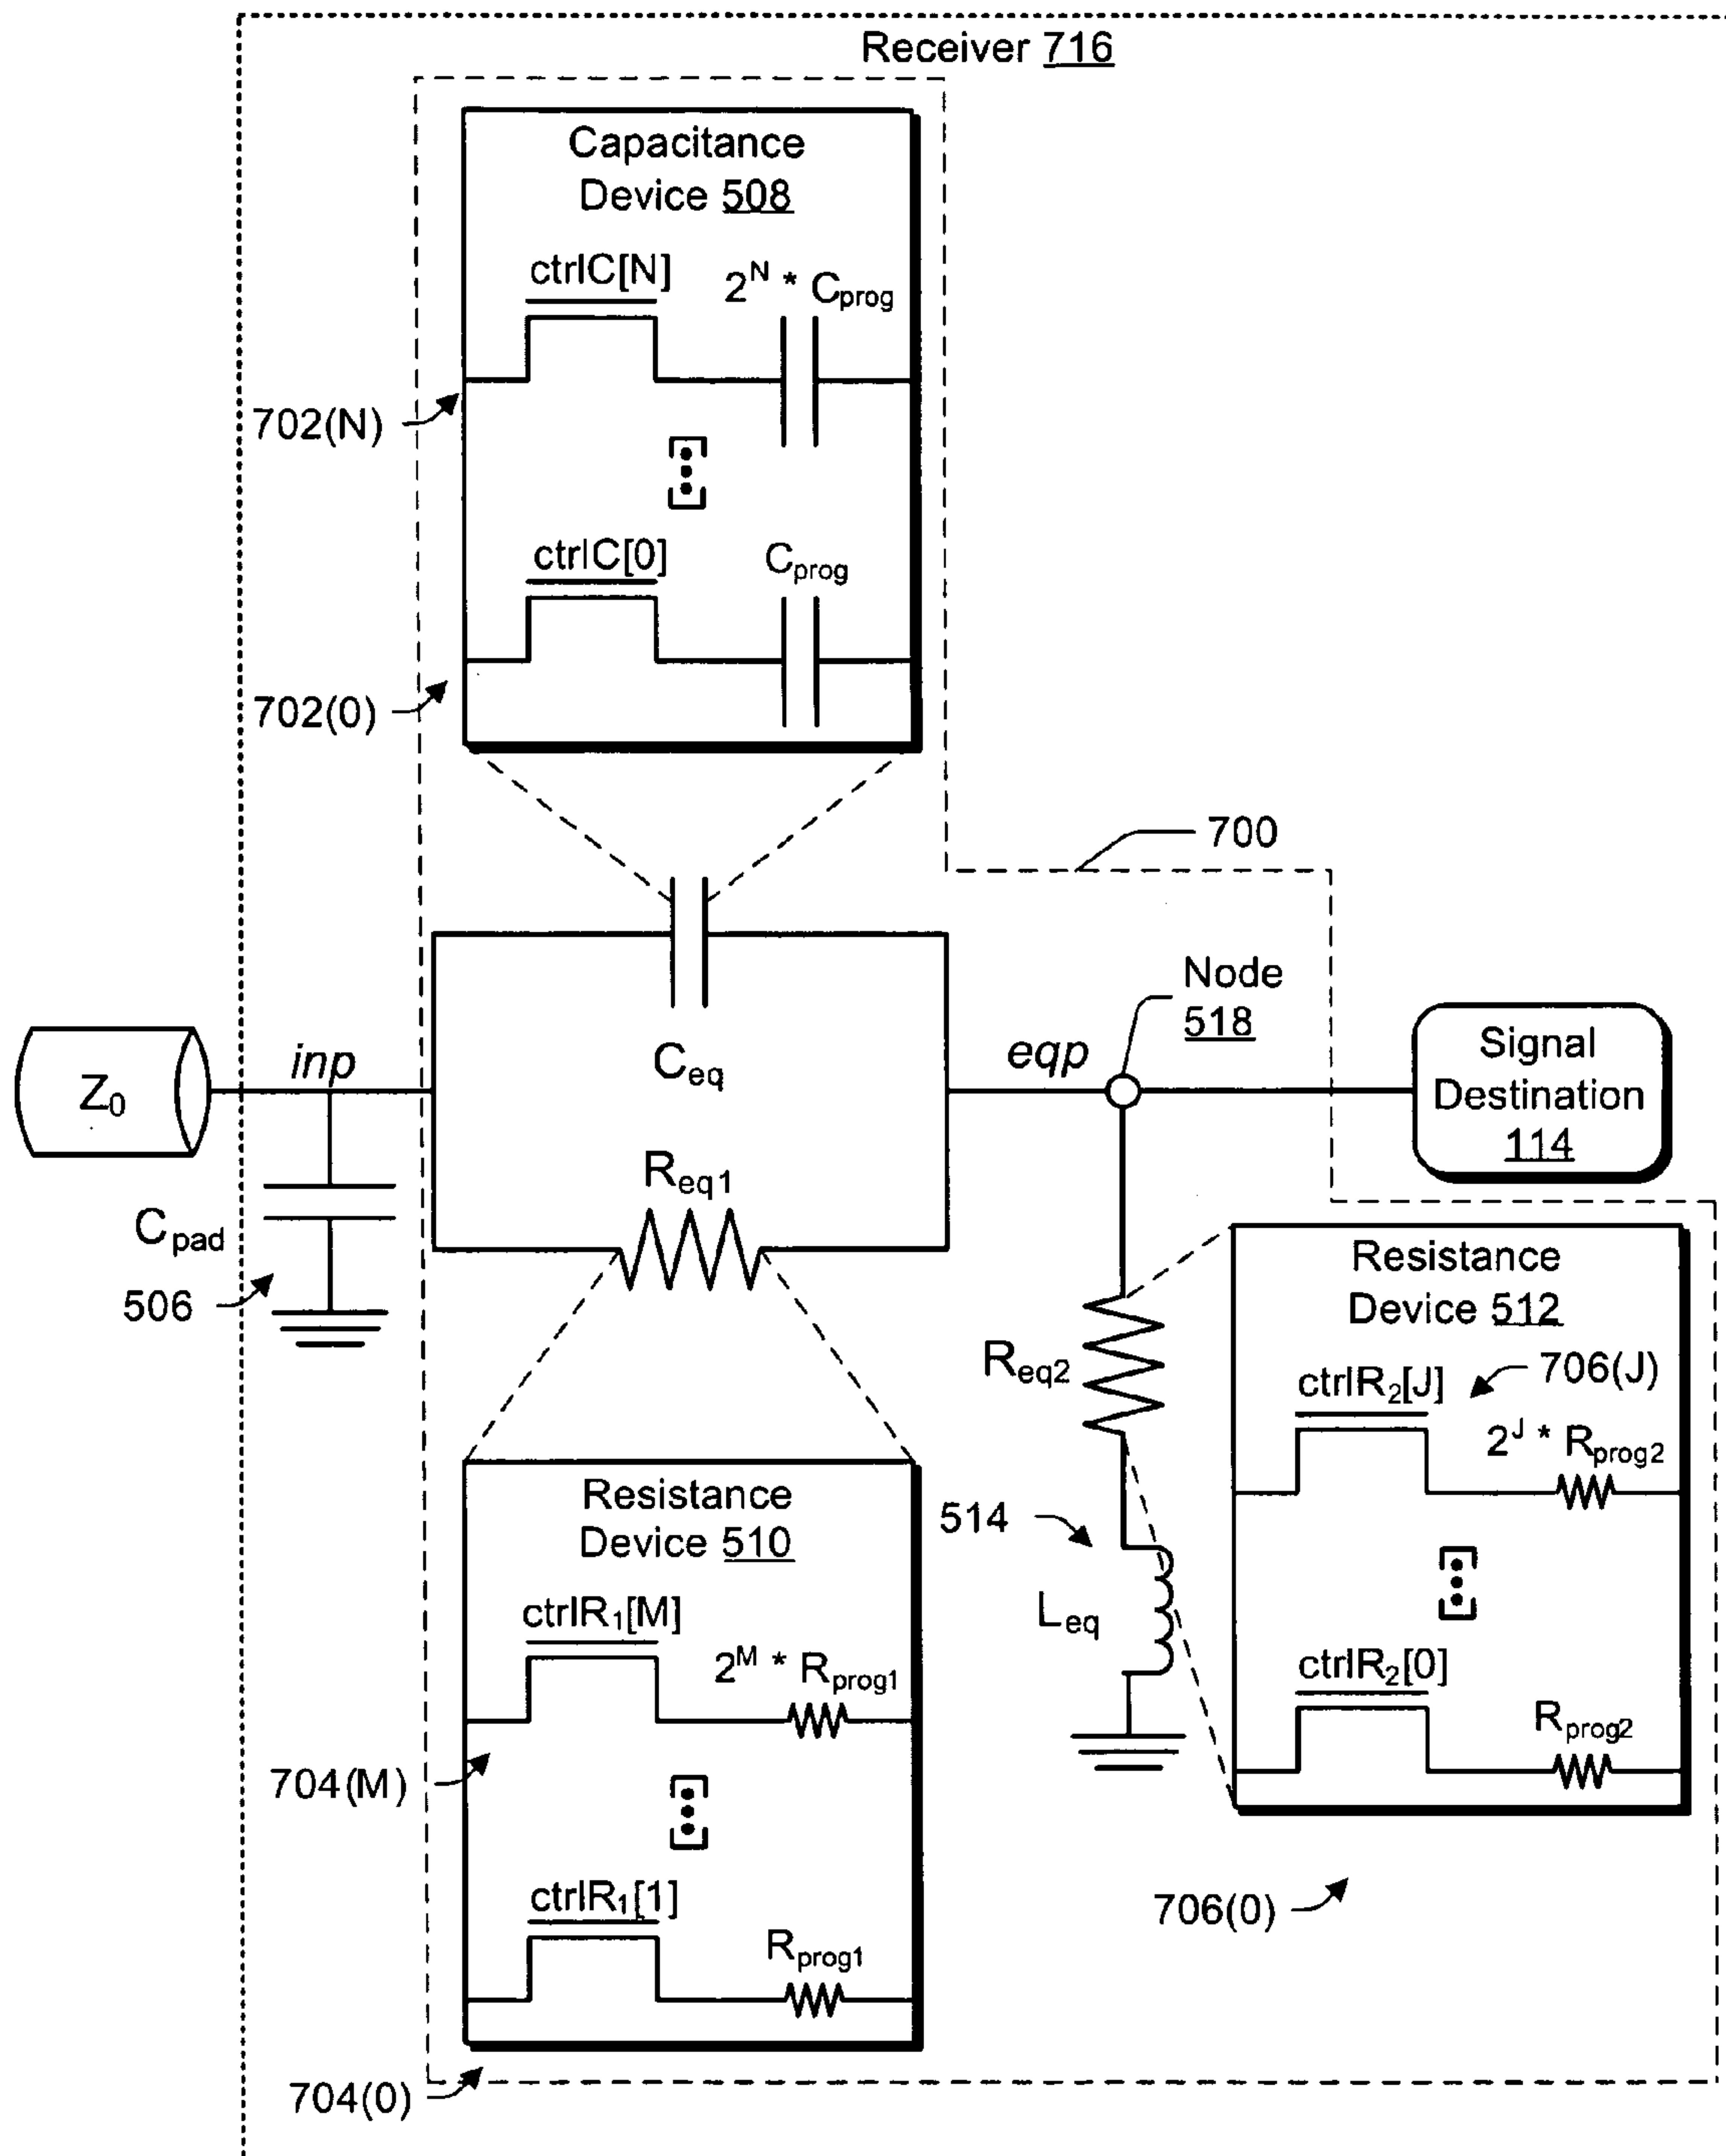 Receiver 716
Capacitance
Device 508
ctrlC[N]
2^N * C_prog
702(N)
ctrlC[0]
C_prog
702(0)
700
Node
518
C_eq
inp
eqp
Z_0
Signal
Destination
114
R_eq1
C_pad
506
Resistance
Device 512
R_eq2
706(J)
ctrlR_2[J]
2^J * R_prog2
Resistance
Device 510
514
L_eq
ctrlR_1[M]
2^M * R_prog1
ctrlR_2[0]
R_prog2
704(M)
ctrlR_1[1]
R_prog1
706(0)
704(0)